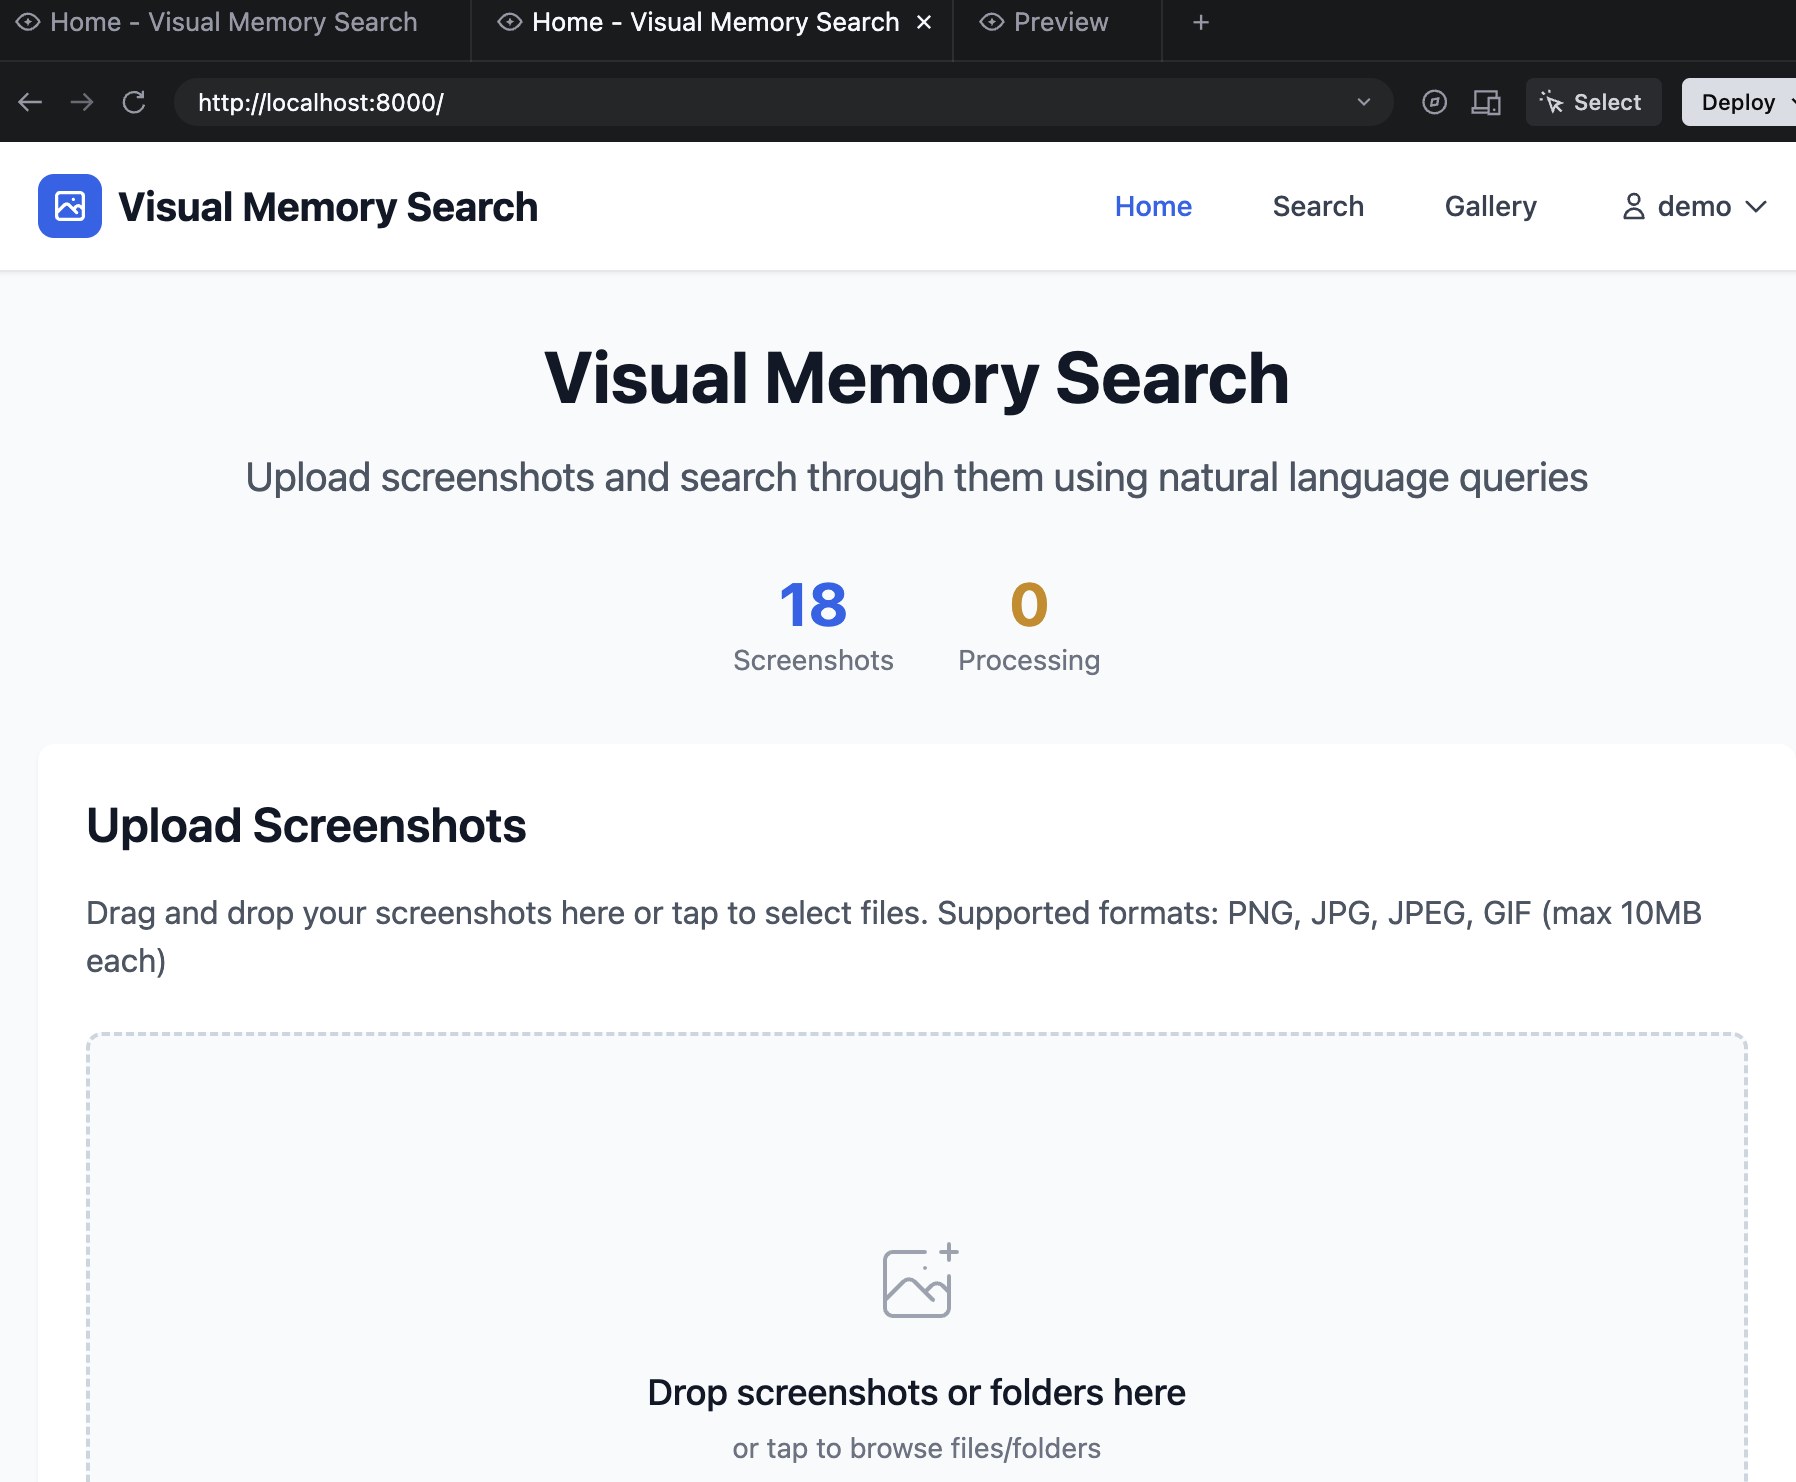 Home - Visual Memory Search
Home - Visual Memory Search
Preview
http://localhost:8000/
Select
Deploy
Visual Memory Search
Home
Search
Gallery
demo
Visual Memory Search
Upload screenshots and search through them using natural language queries
18
Screenshots
0
Processing
Upload Screenshots
Drag and drop your screenshots here or tap to select files. Supported formats: PNG, JPG, JPEG, GIF (max 10MB
each)
Drop screenshots or folders here
or tap to browse files/folders